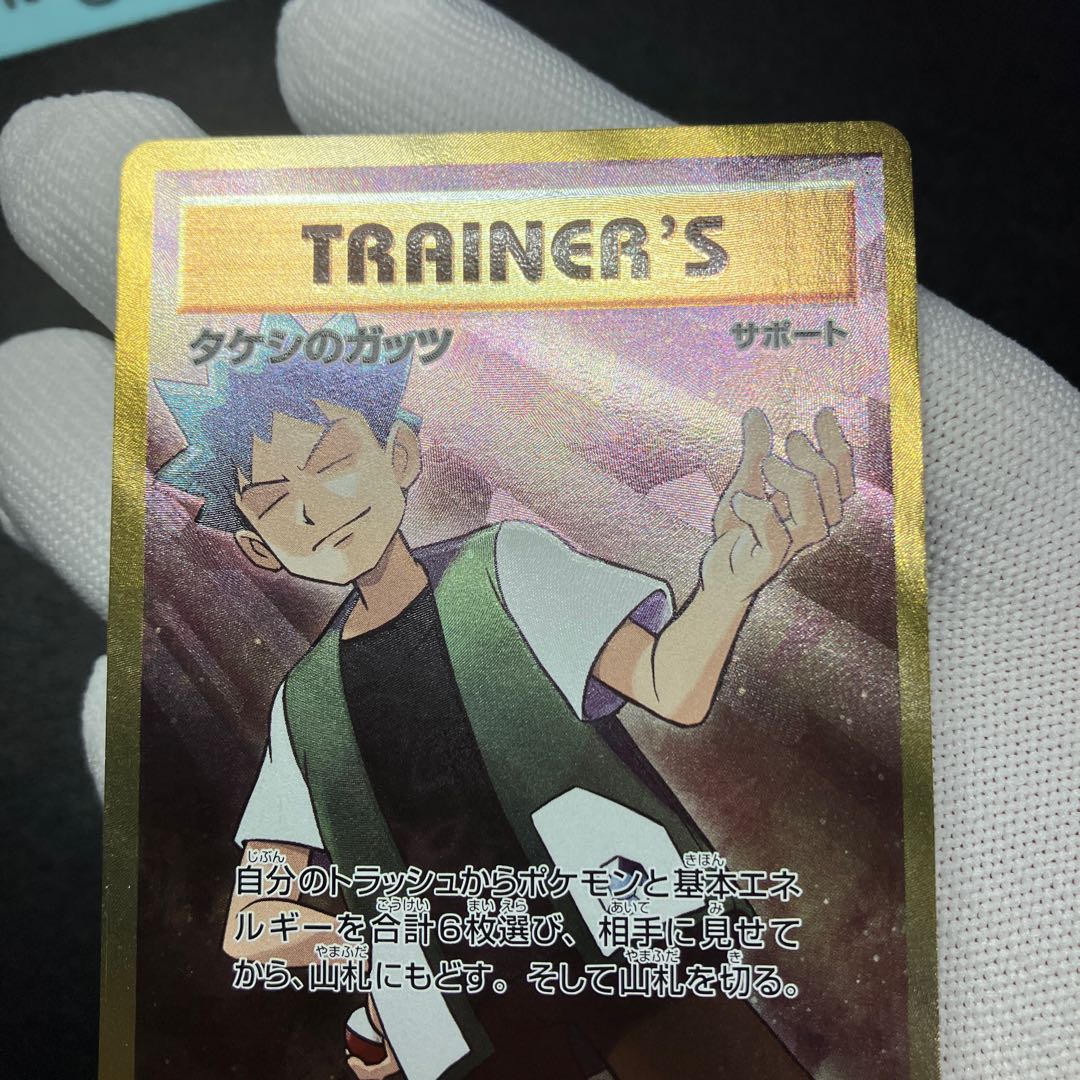 TRAINER'S
タケシのガッツ サポート
自分のトラッシュからポケモンと基本エネ
ルギーを合計6枚選び、相手に見せて
から、山札にもどす。そして山札を切る。